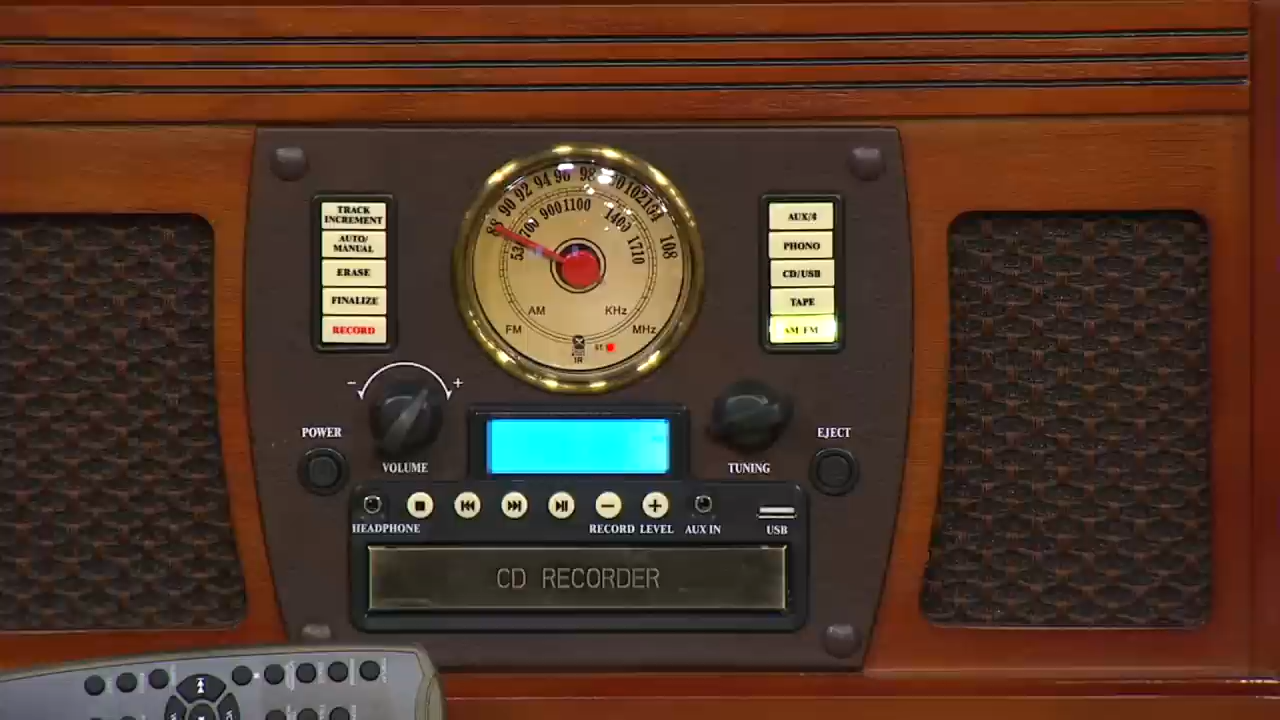 TRACK
INCREMENT
AUTO/
MANUAL
ERASE
FINALIZE
RECORD
88 90 92 94 96 98 102 104 108
530 700 900 1100 1400 1710
AM KHz
FM MHz
ST
IR
PHONO
CD/USB
TAPE
AM FM
- +
POWER
VOLUME
TUNING
EJECT
HEADPHONE
RECORD LEVEL
AUX IN
USB
CD RECORDER